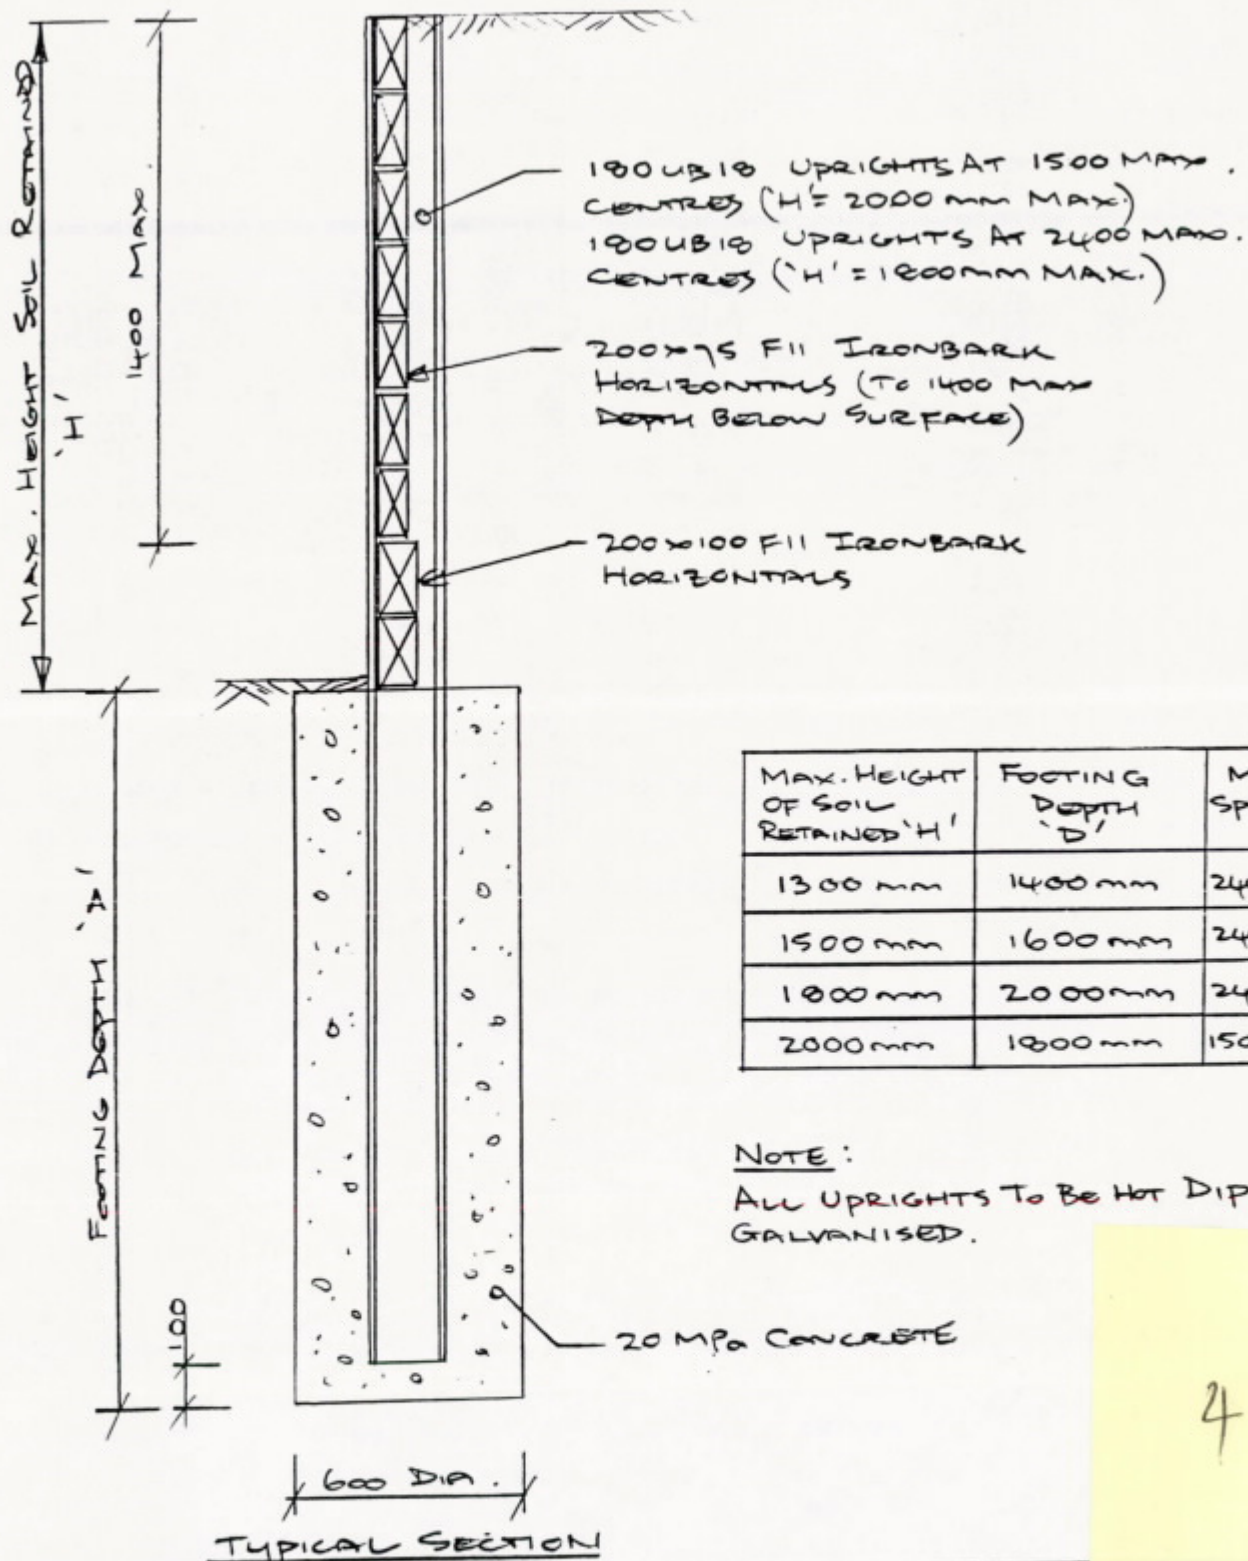 MAX. HEIGHT SOIL RETAINED
'H'
1400 MAX.
180UB18 UPRIGHTS AT 1500 MAX.
CENTRES ('H'= 2000 mm MAX.)
180UB18 UPRIGHTS AT 2400 MAX.
CENTRES ('H' = 1800mm MAX.)
200x75 F11 IRONBARK
HORIZONTALS (TO 1400 MAX
DEPTH BELOW SURFACE)
200x100 F11 IRONBARK
HORIZONTALS
MAX. HEIGHT
OF SOIL
RETAINED 'H'
FOOTING
DEPTH
'D'
1300 mm 1400 mm
1500 mm 1600 mm
1800 mm 2000 mm
2000 mm 1800 mm
FOOTING DEPTH 'D'
NOTE:
ALL UPRIGHTS TO BE HOT DIP
GALVANISED.
100
20 MPa CONCRETE
4
600 DIA.
TYPICAL SECTION